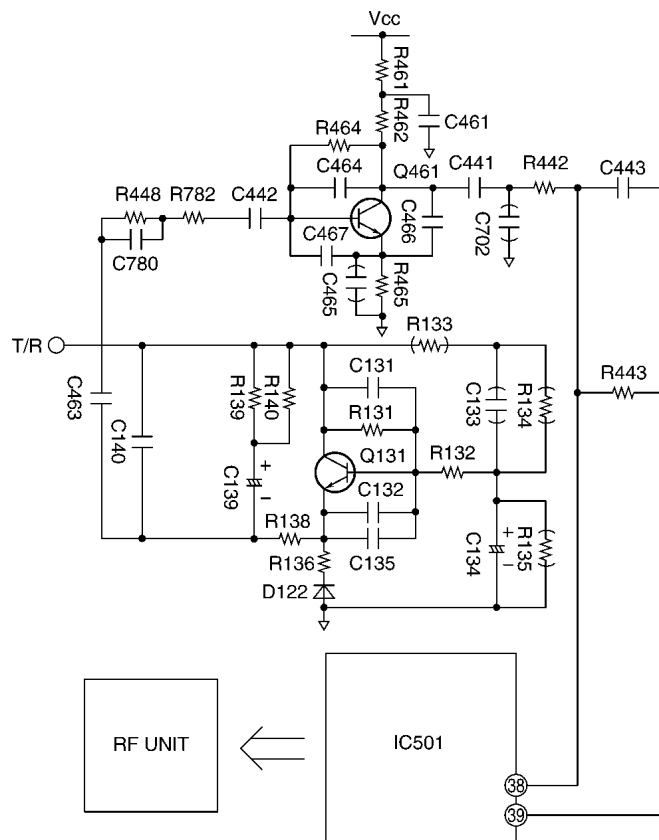 Vcc
R461
R462
C461
R464
C464
Q461
C441
R442
C443
R448
R782
C442
C780
C467
C466
C702
C465
R465
T/R
R133
C131
R139
R140
R131
C133
R134
C463
C140
Q131
R132
C139
+
−
C132
R138
C135
R136
C134
+
−
R135
D122
RF UNIT
IC501
38
39
R443